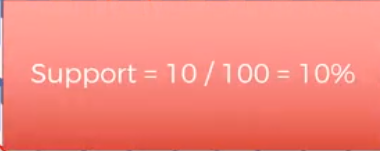 Support = 10 / 100 = 10%